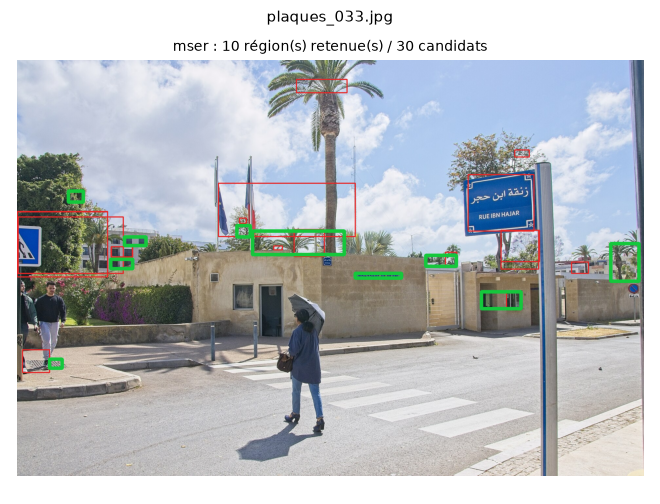 plaques_033.jpg
mser : 10 région(s) retenue(s) / 30 candidats
زنقة ابن حجر
RUE IBN HAJAR